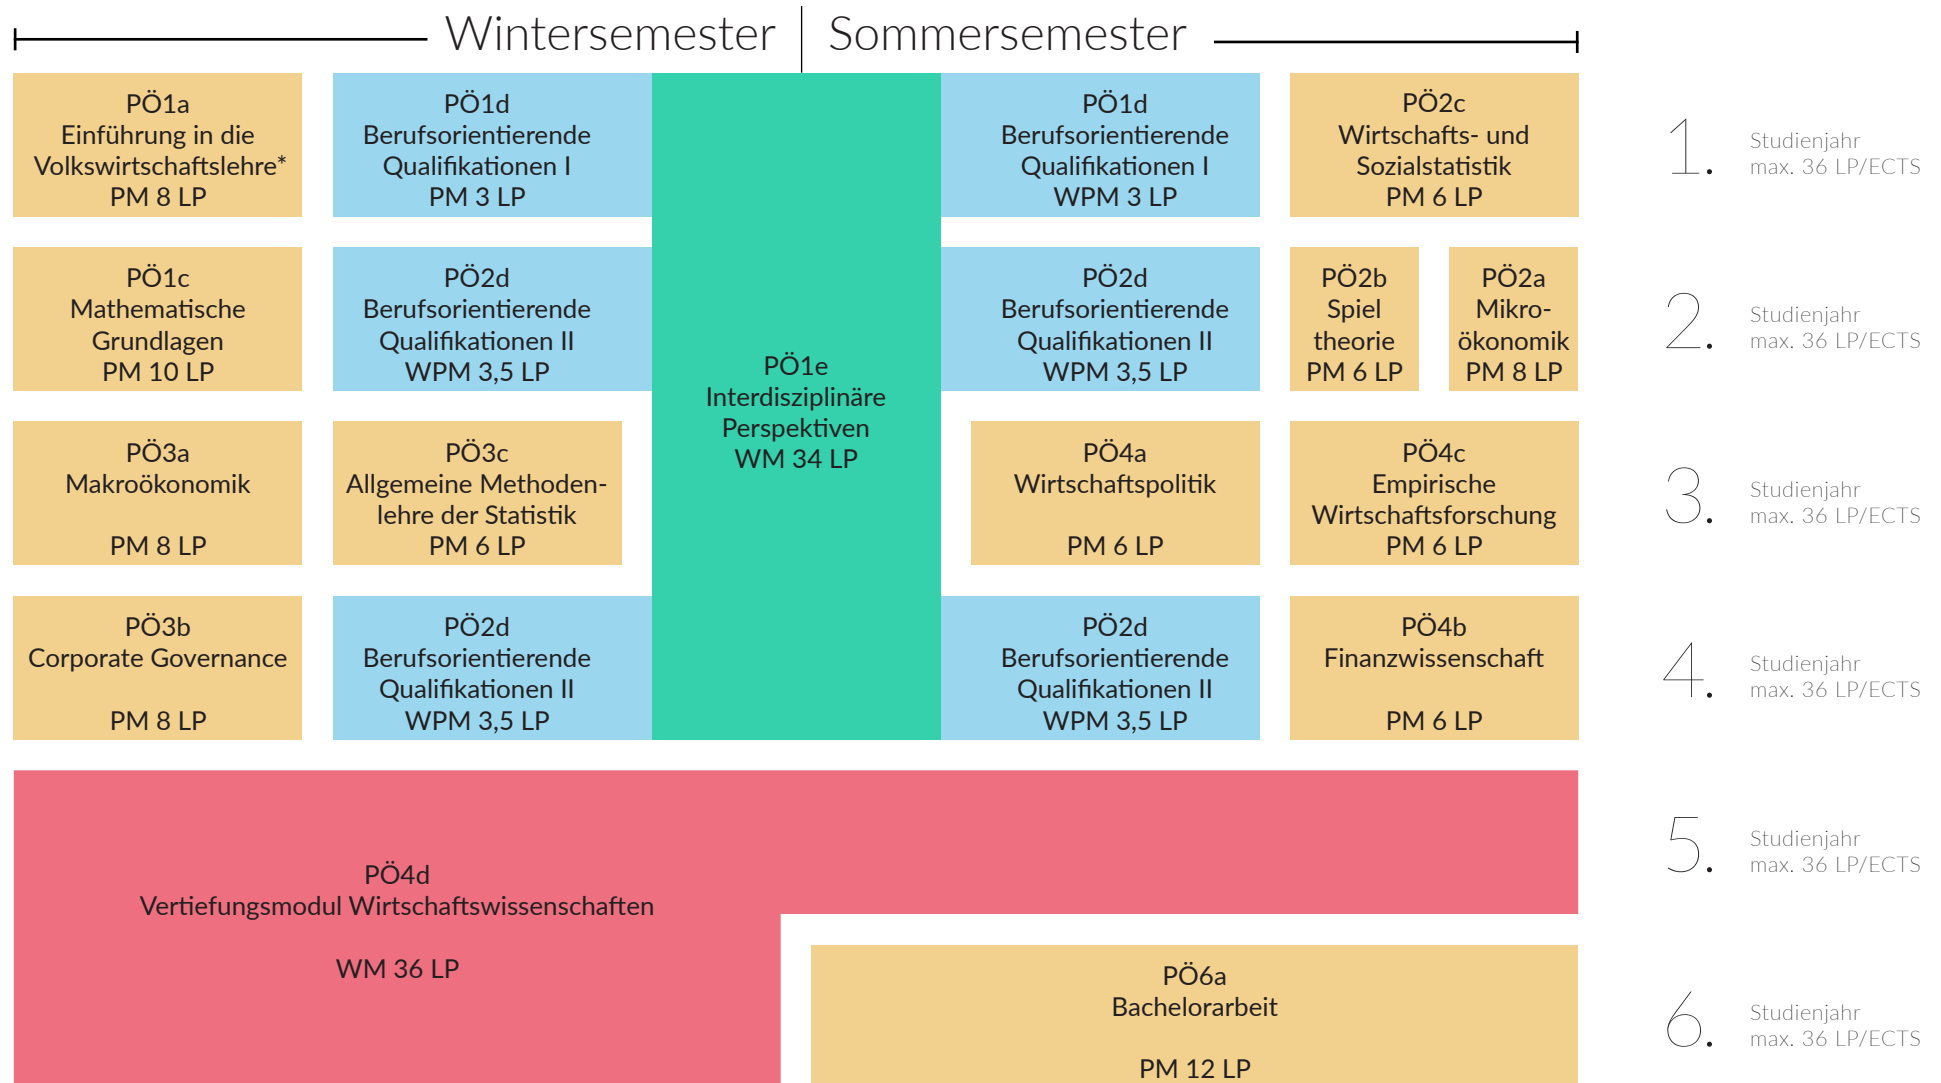 Wintersemester
Sommersemester
PÖ1a
Einführung in die
Volkswirtschaftslehre*
PM 8 LP
PÖ1d
Berufsorientierende
Qualifikationen I
PM 3 LP
PÖ1d
Berufsorientierende
Qualifikationen I
WPM 3 LP
PÖ2c
Wirtschafts- und
Sozialstatistik
PM 6 LP
1.
Studienjahr
max. 36 LP/ECTS
PÖ1c
Mathematische
Grundlagen
PM 10 LP
PÖ2d
Berufsorientierende
Qualifikationen II
WPM 3,5 LP
PÖ1e
Interdisziplinäre
Perspektiven
WM 34 LP
PÖ2d
Berufsorientierende
Qualifikationen II
WPM 3,5 LP
PÖ2b
Spiel
theorie
PM 6 LP
PÖ2a
Mikro-
ökonomik
PM 8 LP
2.
Studienjahr
max. 36 LP/ECTS
PÖ3a
Makroökonomik
PM 8 LP
PÖ3c
Allgemeine Methoden-
lehre der Statistik
PM 6 LP
PÖ4a
Wirtschaftspolitik
PM 6 LP
PÖ4c
Empirische
Wirtschaftsforschung
PM 6 LP
3.
Studienjahr
max. 36 LP/ECTS
PÖ3b
Corporate Governance
PM 8 LP
PÖ2d
Berufsorientierende
Qualifikationen II
WPM 3,5 LP
PÖ2d
Berufsorientierende
Qualifikationen II
WPM 3,5 LP
PÖ4b
Finanzwissenschaft
PM 6 LP
4.
Studienjahr
max. 36 LP/ECTS
PÖ4d
Vertiefungsmodul Wirtschaftswissenschaften
WM 36 LP
5.
Studienjahr
max. 36 LP/ECTS
PÖ6a
Bachelorarbeit
PM 12 LP
6.
Studienjahr
max. 36 LP/ECTS